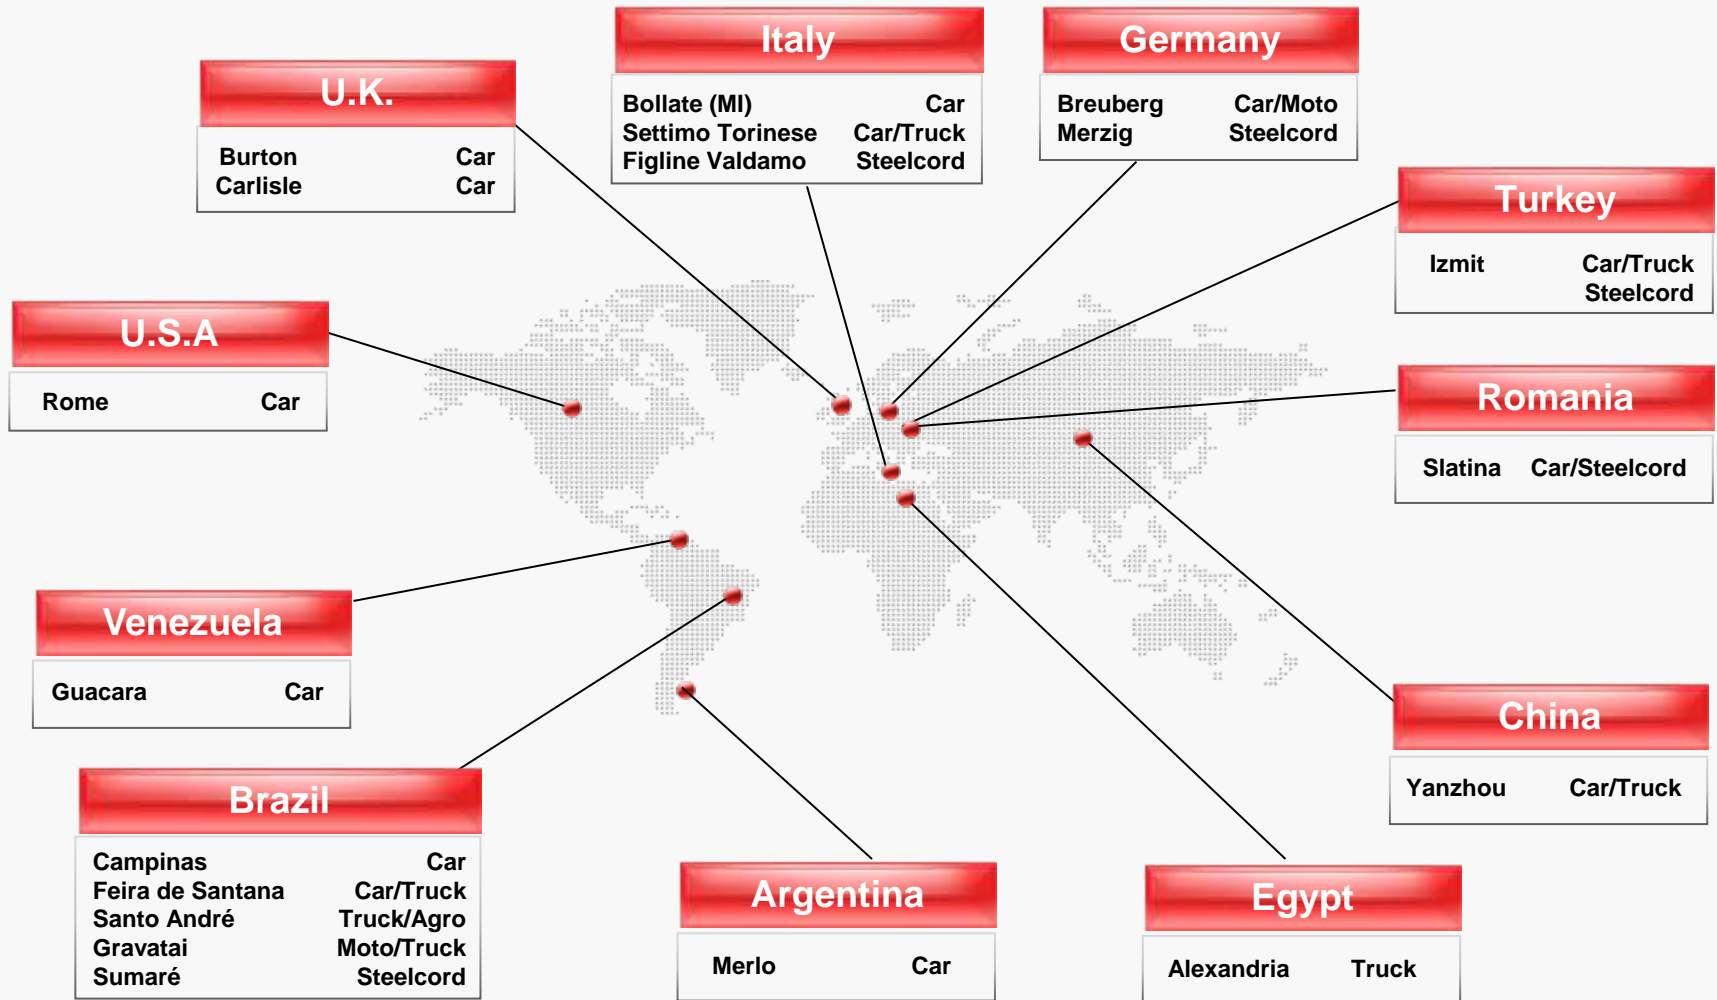 Italy
Bollate (MI) Car
Settimo Torinese Car/Truck
Figline Valdamo Steelcord
Germany
Breuberg Car/Moto
Merzig Steelcord
U.K.
Burton Car
Carlisle Car
Turkey
Izmit Car/Truck
Steelcord
U.S.A
Rome Car
Romania
Slatina Car/Steelcord
Venezuela
Guacara Car
China
Yanzhou Car/Truck
Brazil
Campinas Car
Feira de Santana Car/Truck
Santo André Truck/Agro
Gravatai Moto/Truck
Sumaré Steelcord
Argentina
Merlo Car
Egypt
Alexandria Truck